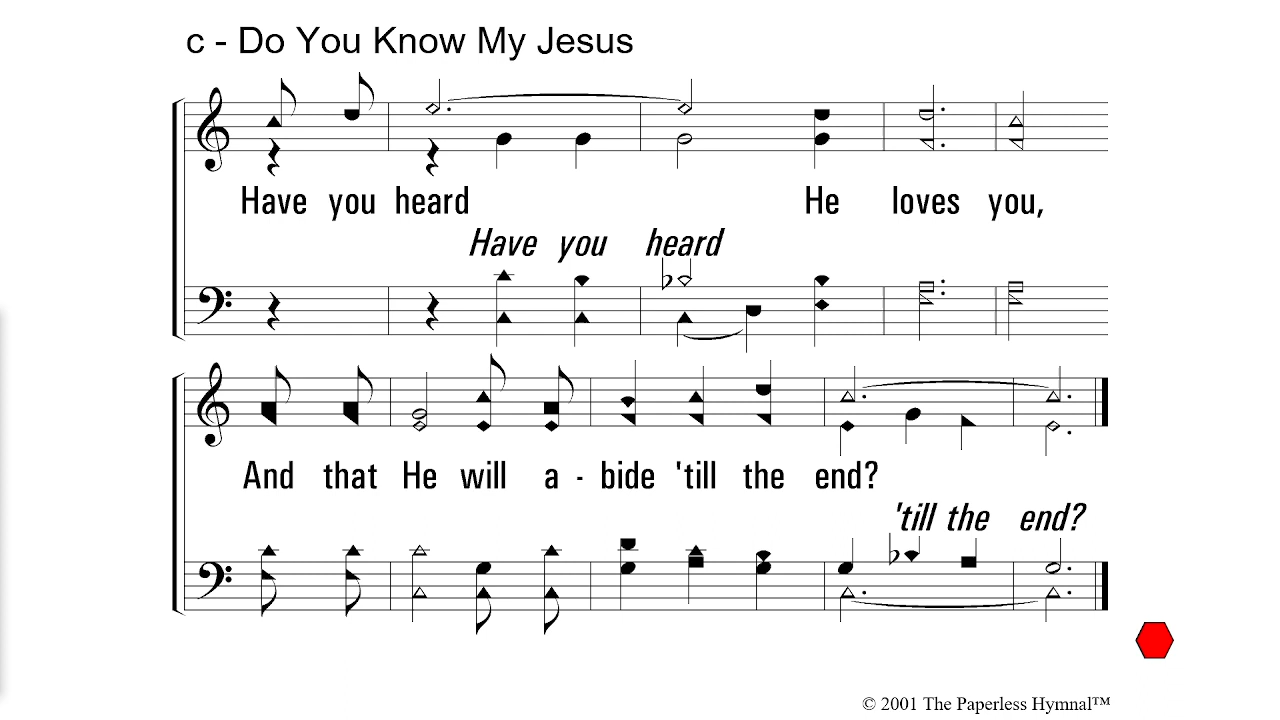 c - Do You Know My Jesus
Have you heard He loves you,
Have you heard
And that He will a - bide 'till the end?
'till the end?
© 2001 The Paperless Hymnal™